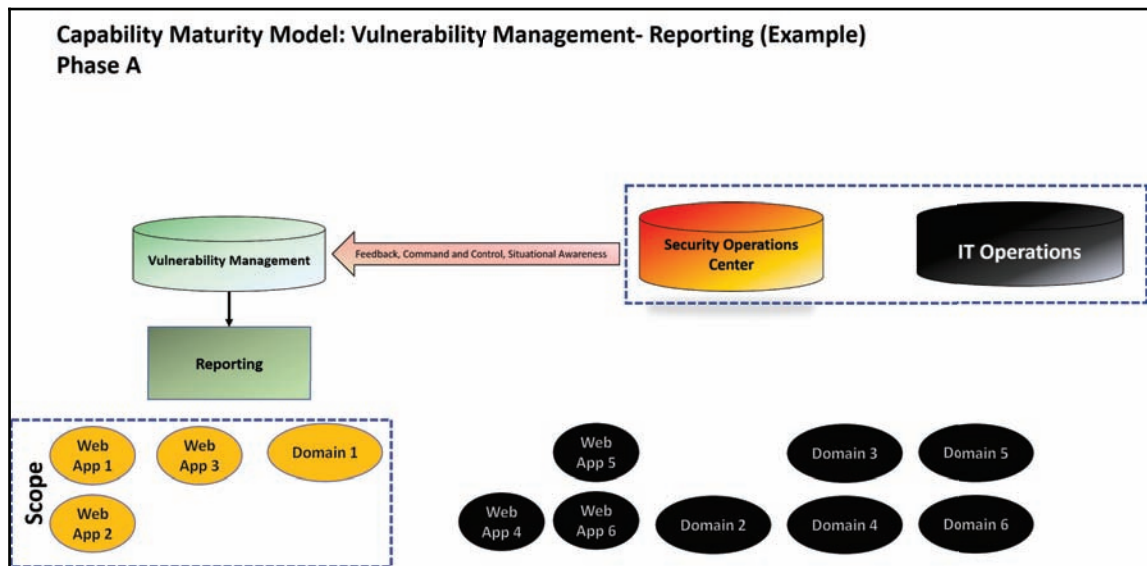 Capability Maturity Model: Vulnerability Management- Reporting (Example)
Phase A
Vulnerability Management
Feedback, Command and Control, Situational Awareness
Security Operations
Center
IT Operations
Reporting
Scope
Web
App 1
Web
App 3
Domain 1
Web
App 2
Web
App 5
Domain 3
Domain 5
Web
App 4
Web
App 6
Domain 2
Domain 4
Domain 6